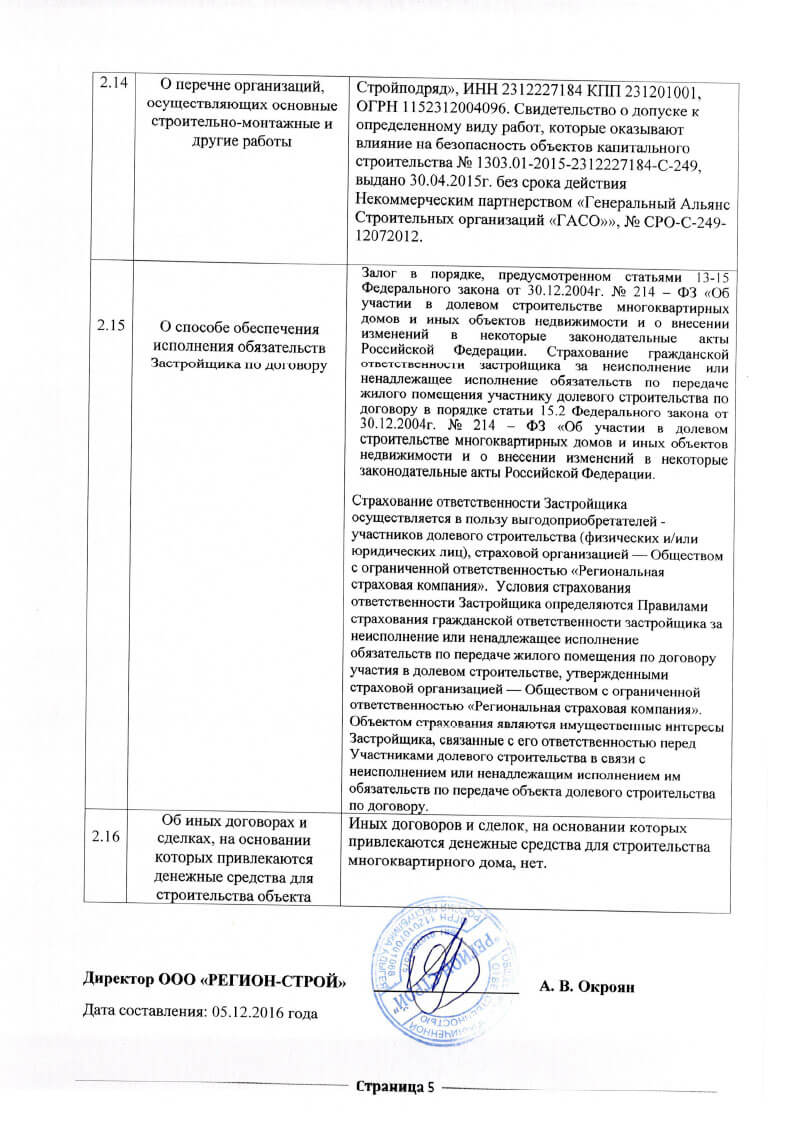 2.14
О перечне организаций,
осуществляющих основные
строительно-монтажные и
другие работы
Стройподряд», ИНН 2312227184 КПП 231201001,
ОГРН 1152312004096. Свидетельство о допуске к
определенному виду работ, которые оказывают
влияние на безопасность объектов капитального
строительства № 1303.01-2015-2312227184-С-249,
выдано 30.04.2015г. без срока действия
Некоммерческим партнерством «Генеральный Альянс
Строительных организаций «ГАСО»», № СРО-С-249-
12072012.
2.15
О способе обеспечения
исполнения обязательств
Застройщика по договору
Залог в порядке, предусмотренном статьями 13-15
Федерального закона от 30.12.2004г. № 214 – ФЗ «Об
участии в долевом строительстве многоквартирных
домов и иных объектов недвижимости и о внесении
изменений в некоторые законодательные акты
Российской Федерации. Страхование гражданской
ответственности застройщика за неисполнение или
ненадлежащее исполнение обязательств по передаче
жилого помещения участнику долевого строительства по
договору в порядке статьи 15.2 Федерального закона от
30.12.2004г. № 214 – ФЗ «Об участии в долевом
строительстве многоквартирных домов и иных объектов
недвижимости и о внесении изменений в некоторые
законодательные акты Российской Федерации.
Страхование ответственности Застройщика
осуществляется в пользу выгодоприобретателей -
участников долевого строительства (физических и/или
юридических лиц), страховой организацией — Обществом
с ограниченной ответственностью «Региональная
страховая компания». Условия страхования
ответственности Застройщика определяются Правилами
страхования гражданской ответственности застройщика за
неисполнение или ненадлежащее исполнение
обязательств по передаче жилого помещения по договору
участия в долевом строительстве, утвержденными
страховой организацией — Обществом с ограниченной
ответственностью «Региональная страховая компания».
Объектом страхования являются имущественные интересы
Застройщика, связанные с его ответственностью перед
Участниками долевого строительства в связи с
неисполнением или ненадлежащим исполнением им
обязательств по передаче объекта долевого строительства
по договору.
2.16
Об иных договорах и
сделках, на основании
которых привлекаются
денежные средства для
строительства объекта
Иных договоров и сделок, на основании которых
привлекаются денежные средства для строительства
многоквартирного дома, нет.
Директор ООО «РЕГИОН-СТРОЙ»
А. В. Окроян
Дата составления: 05.12.2016 года
"РЕГИОН-СТРОЙ"
Страница 5